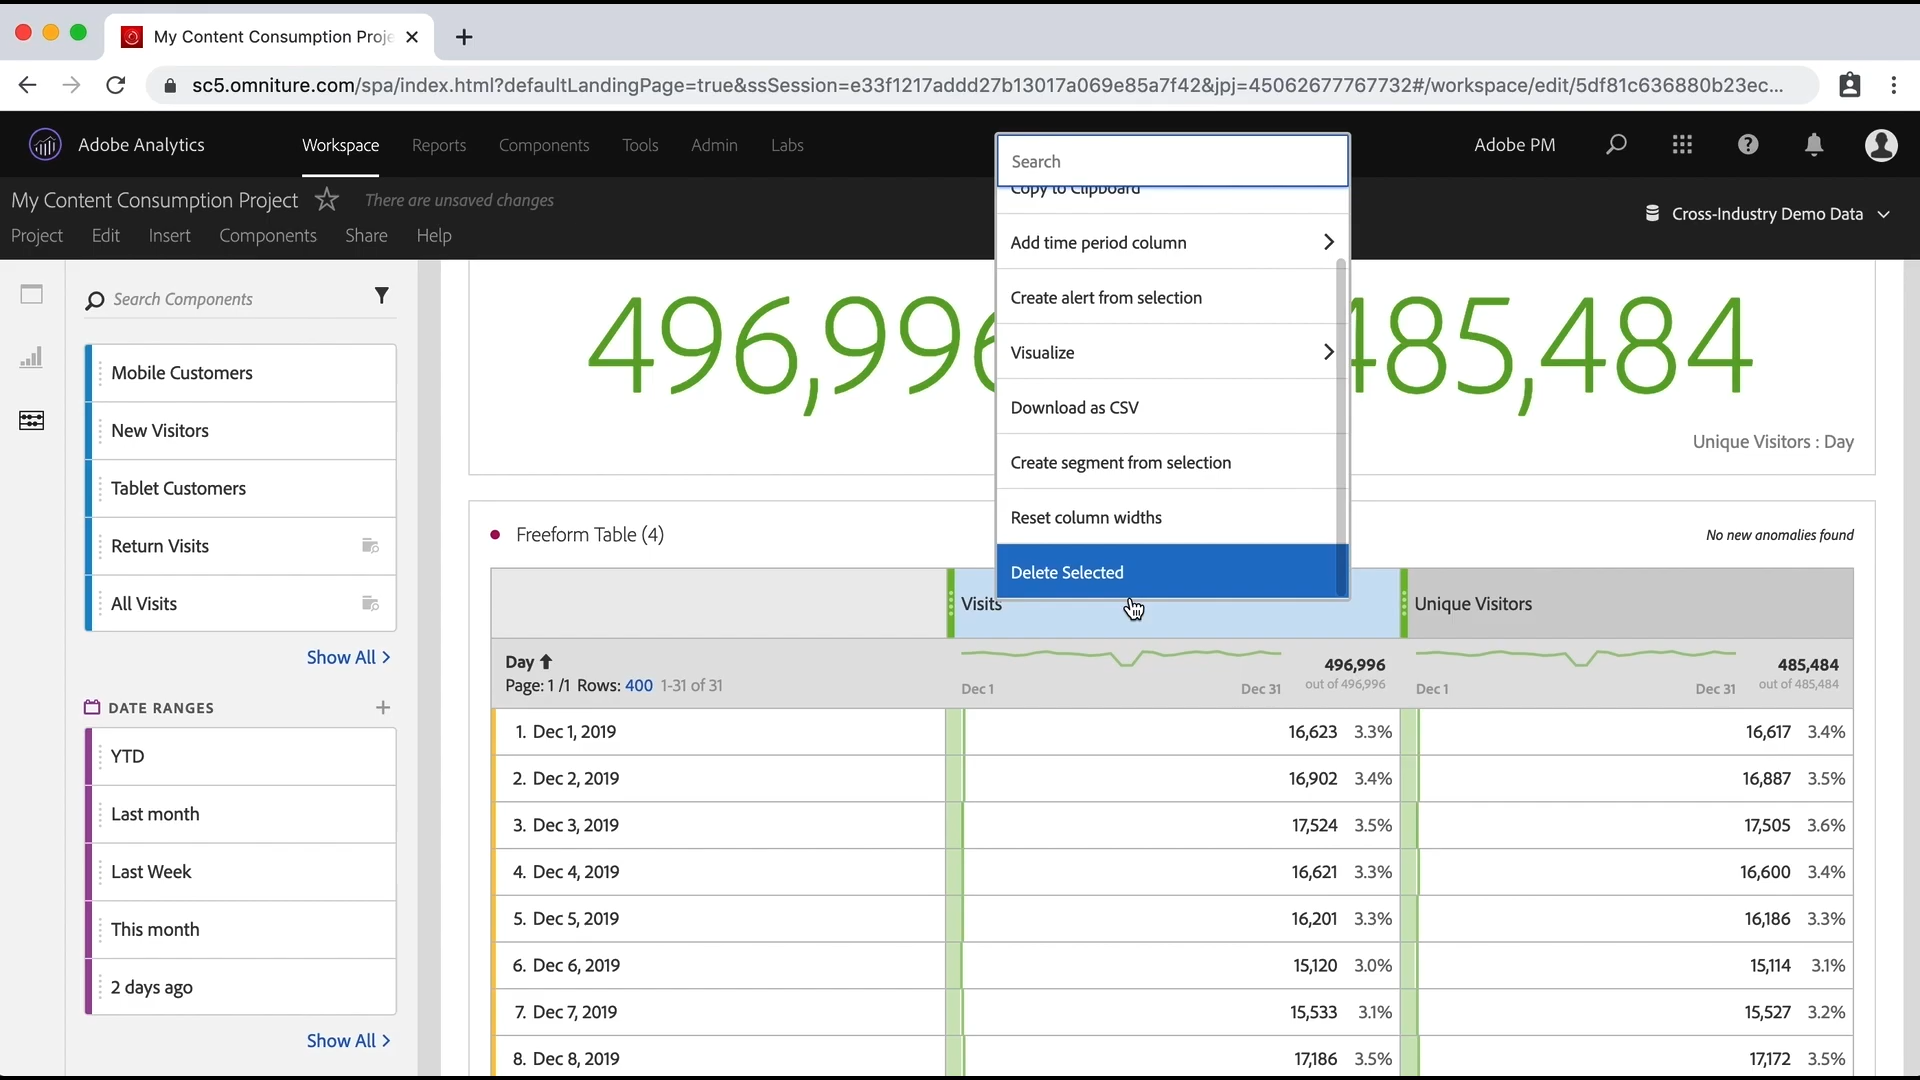 My Content Consumption Proje
sc5.omniture.com/spa/index.html?defaultLandingPage=true&ssSession=e33f1217addd27b13017a069e85a7f42&jpj=45062677767732#/workspace/edit/5df81c636880b23ec...
Adobe Analytics Workspace Reports Components Tools Admin Labs Adobe PM
My Content Consumption Project There are unsaved changes
Cross-Industry Demo Data
Project Edit Insert Components Share Help
Search
Copy to Clipboard
Add time period column
Create alert from selection
Visualize
Download as CSV
Create segment from selection
Reset column widths
Delete Selected
Search Components
Mobile Customers
New Visitors
Tablet Customers
Return Visits
All Visits
Show All
DATE RANGES
YTD
Last month
Last Week
This month
2 days ago
Show All
496,996 485,484
Unique Visitors : Day
Freeform Table (4) No new anomalies found
Visits Unique Visitors
Day 496,996 485,484
Page: 1 /1 Rows: 400 1-31 of 31 Dec 1 Dec 31 out of 496,996 Dec 1 Dec 31 out of 485,484
1. Dec 1, 2019 16,623 3.3% 16,617 3.4%
2. Dec 2, 2019 16,902 3.4% 16,887 3.5%
3. Dec 3, 2019 17,524 3.5% 17,505 3.6%
4. Dec 4, 2019 16,621 3.3% 16,600 3.4%
5. Dec 5, 2019 16,201 3.3% 16,186 3.3%
6. Dec 6, 2019 15,120 3.0% 15,114 3.1%
7. Dec 7, 2019 15,533 3.1% 15,527 3.2%
8. Dec 8, 2019 17,186 3.5% 17,172 3.5%